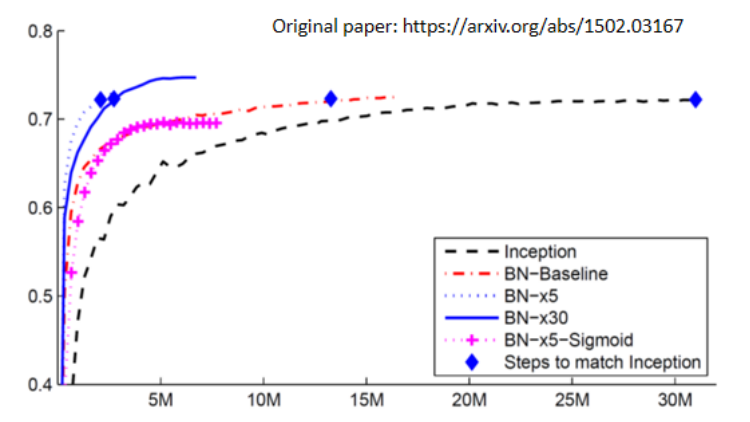 Original paper: https://arxiv.org/abs/1502.03167
0.8
0.7
0.6
0.5
0.4
Inception
BN-Baseline
BN-x5
BN-x30
BN-x5-Sigmoid
Steps to match Inception
5M 10M 15M 20M 25M 30M